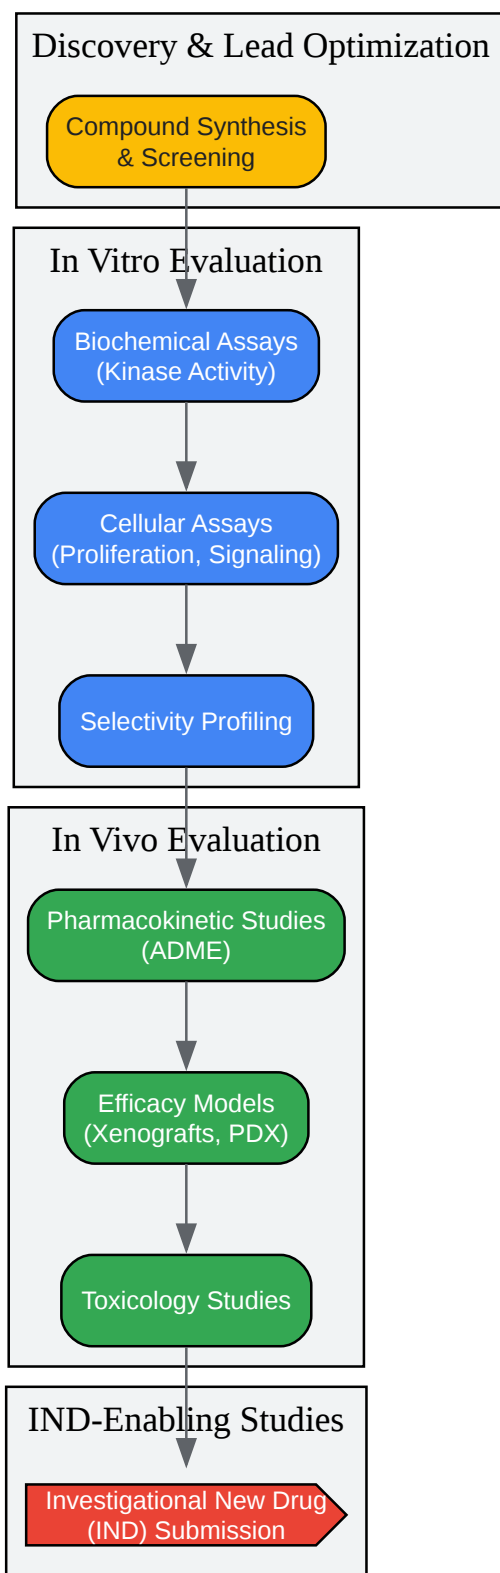 Discovery & Lead Optimization
Compound Synthesis
& Screening
In Vitro Evaluation
Biochemical Assays
(Kinase Activity)
Cellular Assays
(Proliferation, Signaling)
Selectivity Profiling
In Vivo Evaluation
Pharmacokinetic Studies
(ADME)
Efficacy Models
(Xenografts, PDX)
Toxicology Studies
IND-Enabling Studies
Investigational New Drug
(IND) Submission